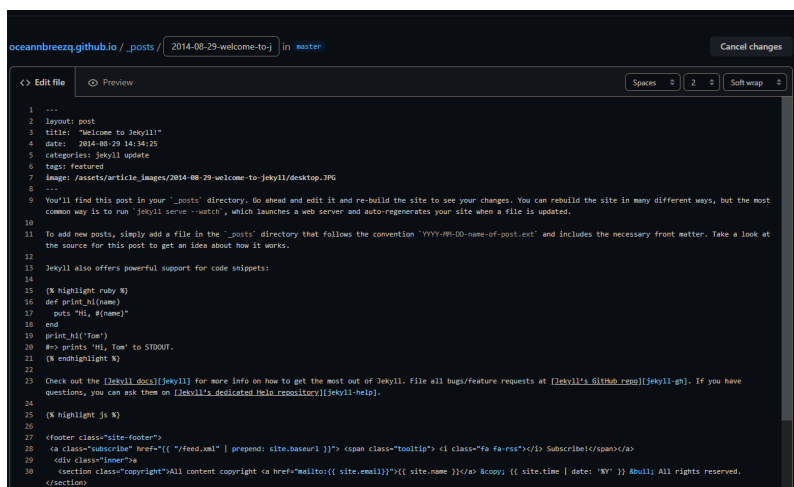 oceannbreezq.github.io / _posts / 2014-08-29-welcome-to-j in master Cancel changes
<> Edit file Preview Spaces 2 Soft wrap
1 ---
2 layout: post
3 title:  "Welcome to Jekyll!"
4 date:   2014-08-29 14:34:25
5 categories: jekyll update
6 tags: featured
7 image: /assets/article_images/2014-08-29-welcome-to-jekyll/desktop.JPG
8 ---
9 You'll find this post in your `_posts` directory. Go ahead and edit it and re-build the site to see your changes. You can rebuild the site in many different ways, but the most
common way is to run `jekyll serve --watch`, which launches a web server and auto-regenerates your site when a file is updated.
10
11 To add new posts, simply add a file in the `_posts` directory that follows the convention `YYYY-MM-DD-name-of-post.ext` and includes the necessary front matter. Take a look at
the source for this post to get an idea about how it works.
12
13 Jekyll also offers powerful support for code snippets:
14
15 {% highlight ruby %}
16 def print_hi(name)
17   puts "Hi, #{name}"
18 end
19 print_hi('Tom')
20 #=> prints 'Hi, Tom' to STDOUT.
21 {% endhighlight %}
22
23 Check out the [Jekyll docs][jekyll] for more info on how to get the most out of Jekyll. File all bugs/feature requests at [Jekyll's GitHub repo][jekyll-gh]. If you have
questions, you can ask them on [Jekyll's dedicated Help repository][jekyll-help].
24
25 {% highlight js %}
26
27 <footer class="site-footer">
28  <a class="subscribe" href="{{ "/feed.xml" | prepend: site.baseurl }}"> <span class="tooltip"> <i class="fa fa-rss"></i> Subscribe!</span></a>
29   <div class="inner">a
30    <section class="copyright">All content copyright <a href="mailto:{{ site.email}}">{{ site.name }}</a> &copy; {{ site.time | date: '%Y' }} &bull; All rights reserved.
</section>